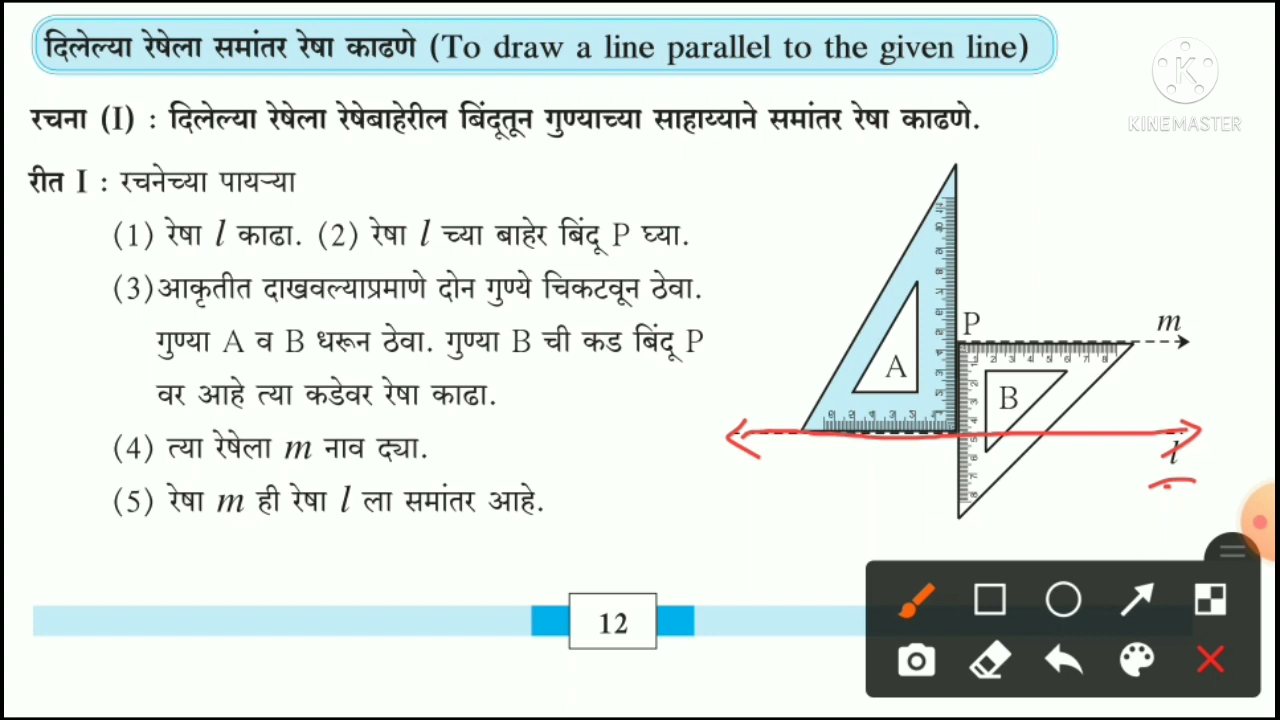 दिलेल्या रेषेला समांतर रेषा काढणे (To draw a line parallel to the given line)
KINEMASTER
रचना (I) : दिलेल्या रेषेला रेषेबाहेरील बिंदूतून गुण्याच्या साहाय्याने समांतर रेषा काढणे.
रीत I : रचनेच्या पायऱ्या
(1) रेषा l काढा. (2) रेषा l च्या बाहेर बिंदू P घ्या.
(3) आकृतीत दाखवल्याप्रमाणे दोन गुण्ये चिकटवून ठेवा.
गुण्या A व B धरून ठेवा. गुण्या B ची कड बिंदू P
वर आहे त्या कडेवर रेषा काढा.
(4) त्या रेषेला m नाव द्या.
(5) रेषा m ही रेषा l ला समांतर आहे.
P
m
A
B
l
12